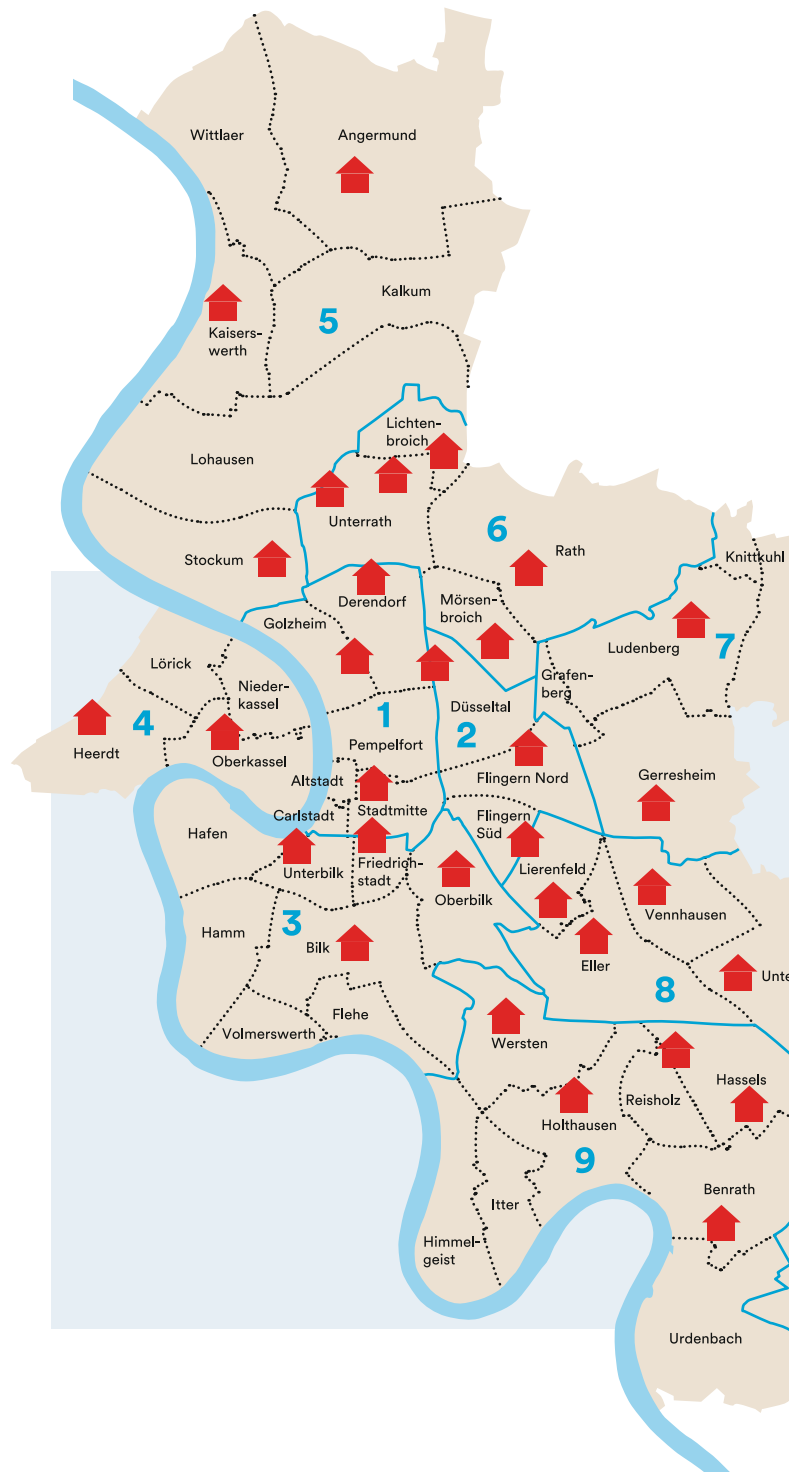 Wittlaer
Angermund
Kalkum
5
Kaisers-
werth
Lichten-
broich
Lohausen
Unterrath
6
Rath
Knittkuhl
Stockum
Derendorf
Mörsen-
broich
Golzheim
Ludenberg
7
Lörick
Grafen-
berg
Nieder-
kassel
Düsseltal
1
2
4
Heerdt
Oberkassel
Pempelfort
Flingern Nord
Altstadt
Gerresheim
Carlstadt
Stadtmitte
Flingern
Süd
Hafen
Unterbilk
Friedrich-
stadt
Oberbilk
Lierenfeld
Vennhausen
3
Hamm
Bilk
Eller
Unte
8
Flehe
Volmerswerth
Wersten
Hassels
Reisholz
Holthausen
9
Benrath
Itter
Himmel-
geist
Urdenbach